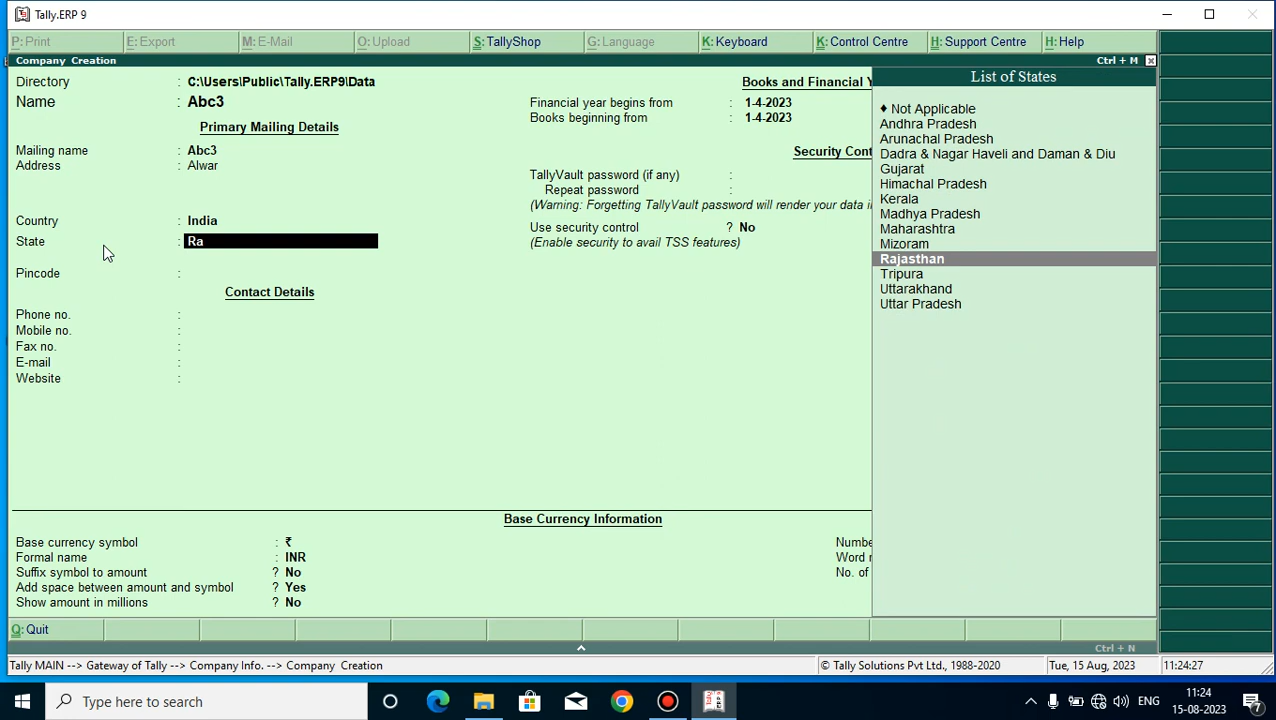 Tally.ERP 9
P: Print E: Export M: E-Mail O: Upload S: TallyShop G: Language K: Keyboard K: Control Centre H: Support Centre H: Help
Company Creation Ctrl + M
Directory : C:\Users\Public\Tally.ERP9\Data
Name : Abc3
Primary Mailing Details
Mailing name : Abc3
Address : Alwar
Country : India
State : Ra
Pincode :
Contact Details
Phone no. :
Mobile no. :
Fax no. :
E-mail :
Website :
Books and Financial Y
Financial year begins from : 1-4-2023
Books beginning from : 1-4-2023
Security Cont
TallyVault password (if any) :
Repeat password :
(Warning: Forgetting TallyVault password will render your data i
Use security control ? No
(Enable security to avail TSS features)
List of States
♦ Not Applicable
Andhra Pradesh
Arunachal Pradesh
Dadra & Nagar Haveli and Daman & Diu
Gujarat
Himachal Pradesh
Kerala
Madhya Pradesh
Maharashtra
Mizoram
Rajasthan
Tripura
Uttarakhand
Uttar Pradesh
Base Currency Information
Base currency symbol : ₹
Formal name : INR
Suffix symbol to amount ? No
Add space between amount and symbol ? Yes
Show amount in millions ? No
Numbe
Word r
No. of
Q: Quit
Ctrl + N
Tally MAIN --> Gateway of Tally --> Company Info. --> Company Creation © Tally Solutions Pvt Ltd., 1988-2020 Tue, 15 Aug, 2023 11:24:27
Type here to search
ENG
11:24
15-08-2023
7